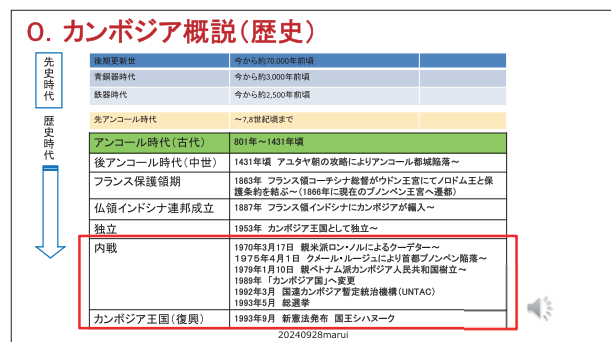 0. カンボジア概説(歴史)
先史時代
後期更新世 今から約70,000年前頃
青銅器時代 今から約3,000年前頃
鉄器時代 今から約2,500年前頃
先アンコール時代 ~7,8世紀頃まで
歴史時代
アンコール時代(古代) 801年~1431年頃
後アンコール時代(中世) 1431年頃 アユタヤ朝の攻略によりアンコール都城陥落~
フランス保護領期 1863年 フランス領コーチシナ総督がウドン王宮にてノロドム王と保
護条約を結ぶ~(1866年に現在のプノンペン王宮へ遷都)
仏領インドシナ連邦成立 1887年 フランス領インドシナにカンボジアが編入~
独立 1953年 カンボジア王国として独立~
内戦 1970年3月17日 親米派ロン・ノルによるクーデター~
1975年4月1日 クメール・ルージュにより首都プノンペン陥落~
1979年1月10日 親ベトナム派カンボジア人民共和国樹立~
1989年 「カンボジア国」へ変更
1992年3月 国連カンボジア暫定統治機構(UNTAC)
1993年5月 総選挙
カンボジア王国(復興) 1993年9月 新憲法発布 国王シハヌーク
20240928marui